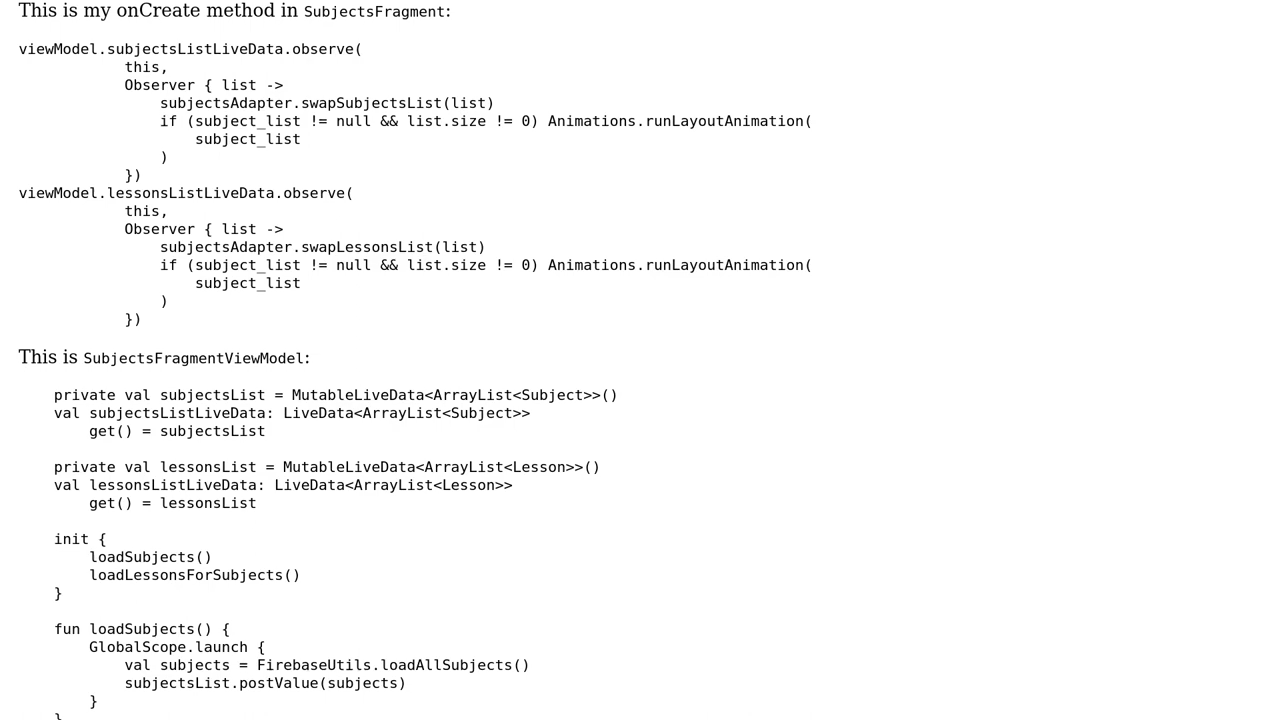 This is my onCreate method in SubjectsFragment:
viewModel.subjectsListLiveData.observe(
            this,
            Observer { list ->
                subjectsAdapter.swapSubjectsList(list)
                if (subject_list != null && list.size != 0) Animations.runLayoutAnimation(
                    subject_list
                )
            })
viewModel.lessonsListLiveData.observe(
            this,
            Observer { list ->
                subjectsAdapter.swapLessonsList(list)
                if (subject_list != null && list.size != 0) Animations.runLayoutAnimation(
                    subject_list
                )
            })
This is SubjectsFragmentViewModel:
    private val subjectsList = MutableLiveData<ArrayList<Subject>>()
    val subjectsListLiveData: LiveData<ArrayList<Subject>>
        get() = subjectsList
    private val lessonsList = MutableLiveData<ArrayList<Lesson>>()
    val lessonsListLiveData: LiveData<ArrayList<Lesson>>
        get() = lessonsList
    init {
        loadSubjects()
        loadLessonsForSubjects()
    }
    fun loadSubjects() {
        GlobalScope.launch {
            val subjects = FirebaseUtils.loadAllSubjects()
            subjectsList.postValue(subjects)
        }
    }